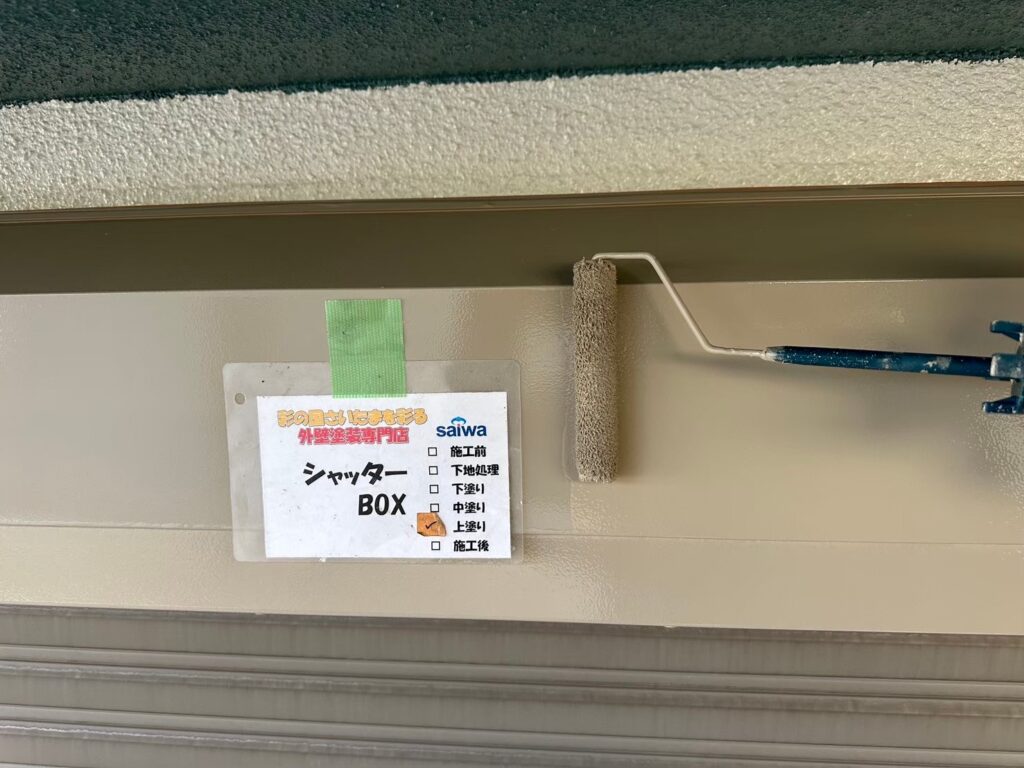 彩の国さいたまを彩る
外壁塗装専門店
saiwa
シャッター
BOX
□ 施工前
□ 下地処理
□ 下塗り
□ 中塗り
✓ 上塗り
□ 施工後